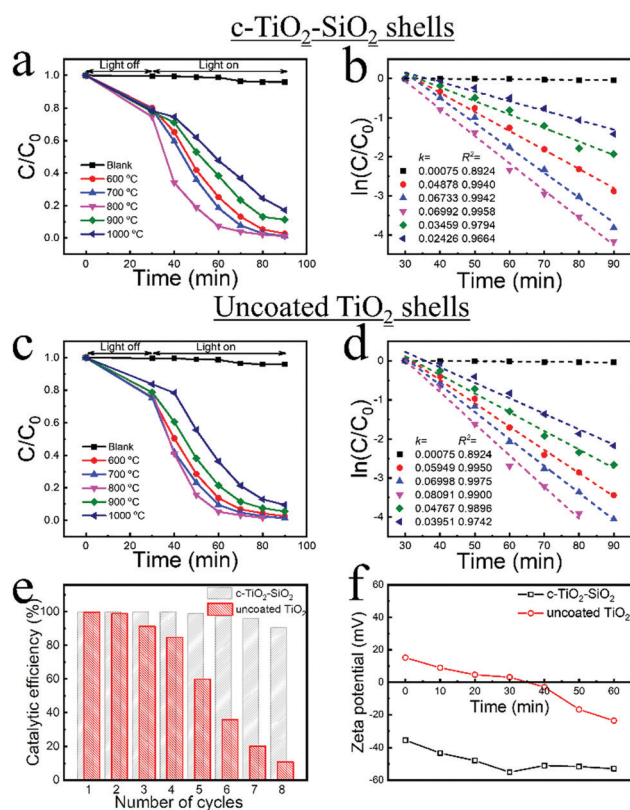 c-TiO2-SiO2 shells
a
Light off
Light on
C/C0
1.0
0.8
0.6
0.4
0.2
0.0
Blank
600 °C
700 °C
800 °C
900 °C
1000 °C
0
20
40
60
80
100
Time (min)
b
ln(C/C0)
0
-1
-2
-3
-4
k= R2=
0.00075 0.8924
0.04878 0.9940
0.06733 0.9942
0.06992 0.9958
0.03459 0.9794
0.02426 0.9664
30 40 50 60 70 80 90
Time (min)
Uncoated TiO2 shells
c
Light off
Light on
C/C0
1.0
0.8
0.6
0.4
0.2
0.0
Blank
600 °C
700 °C
800 °C
900 °C
1000 °C
0
20
40
60
80
100
Time (min)
d
ln(C/C0)
0
-1
-2
-3
-4
k= R2=
0.00075 0.8924
0.05949 0.9950
0.06998 0.9975
0.08091 0.9900
0.04767 0.9896
0.03951 0.9742
30 40 50 60 70 80 90
Time (min)
e
c-TiO2-SiO2
uncoated TiO2
Catalytic efficiency (%)
100
80
60
40
20
0
1 2 3 4 5 6 7 8
Number of cycles
f
c-TiO2-SiO2
uncoated TiO2
Zeta potential (mV)
60
40
20
0
-20
-40
-60
Time (min)
0 10 20 30 40 50 60